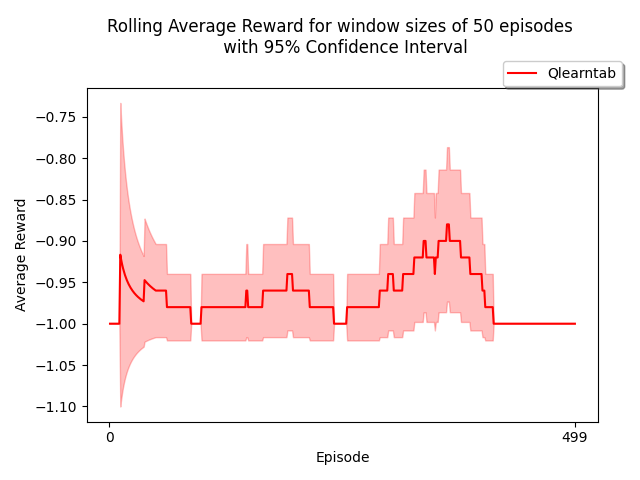 Rolling Average Reward for window sizes of 50 episodes
with 95% Confidence Interval
Qlearntab
−0.75
−0.80
−0.85
−0.90
−0.95
−1.00
−1.05
−1.10
Average Reward
0
499
Episode